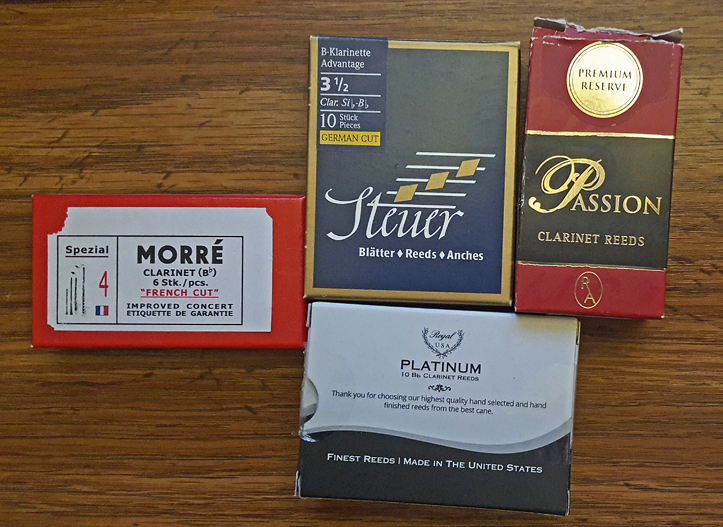 B-Klarinette
Advantage
3 ½
Clar. Si♭-B♭
10 Stück
Pieces
GERMAN CUT
Steuer
Blätter ♦ Reeds ♦ Anches
PREMIUM
RESERVE
PASSION
CLARINET REEDS
R
A
Spezial
4
MORRÉ
CLARINET (B♭)
6 Stk./pcs.
"FRENCH CUT"
IMPROVED CONCERT
ETIQUETTE DE GARANTIE
Royal
USA
PLATINUM
10 Bb CLARINET REEDS
Thank you for choosing our highest quality hand selected and hand
finished reeds from the best cane.
FINEST REEDS | MADE IN THE UNITED STATES